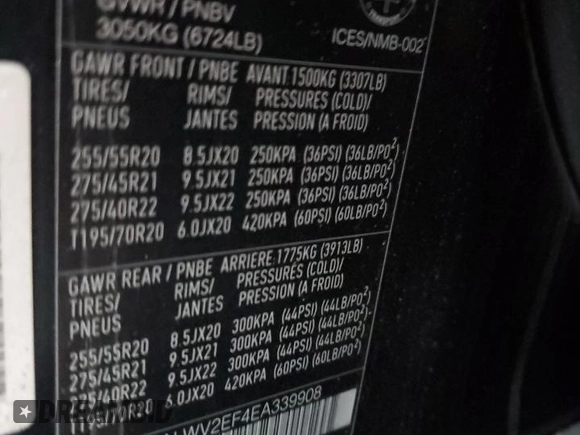 GVWR / PNBV
3050KG (6724LB)
ICES/NMB-002
GAWR FRONT / PNBE AVANT 1500KG (3307LB)
TIRES/ RIMS/ PRESSURES (COLD)/
PNEUS JANTES PRESSION (A FROID)
255/55R20 8.5JX20 250KPA (36PSI) (36LB/PO²)
275/45R21 9.5JX21 250KPA (36PSI) (36LB/PO²)
275/40R22 9.5JX22 250KPA (36PSI) (36LB/PO²)
T195/70R20 6.0JX20 420KPA (60PSI) (60LB/PO²)
GAWR REAR / PNBE ARRIERE 1775KG (3913LB)
TIRES/ RIMS/ PRESSURES (COLD)/
PNEUS JANTES PRESSION (A FROID)
255/55R20 8.5JX20 300KPA (44PSI) (44LB/PO²)
275/45R21 9.5JX21 300KPA (44PSI) (44LB/PO²)
275/40R22 9.5JX22 300KPA (44PSI) (44LB/PO²)
T195/70R20 6.0JX20 420KPA (60PSI) (60LB/PO²)
WV2EF4EA339908